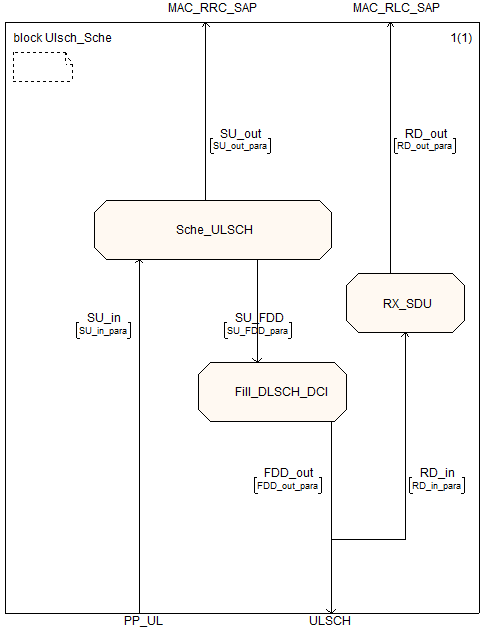 MAC_RRC_SAP
MAC_RLC_SAP
block Ulsch_Sche
1(1)
SU_out
[SU_out_para]
RD_out
[RD_out_para]
Sche_ULSCH
RX_SDU
SU_in
[SU_in_para]
SU_FDD
[SU_FDD_para]
Fill_DLSCH_DCI
FDD_out
[FDD_out_para]
RD_in
[RD_in_para]
PP_UL
ULSCH